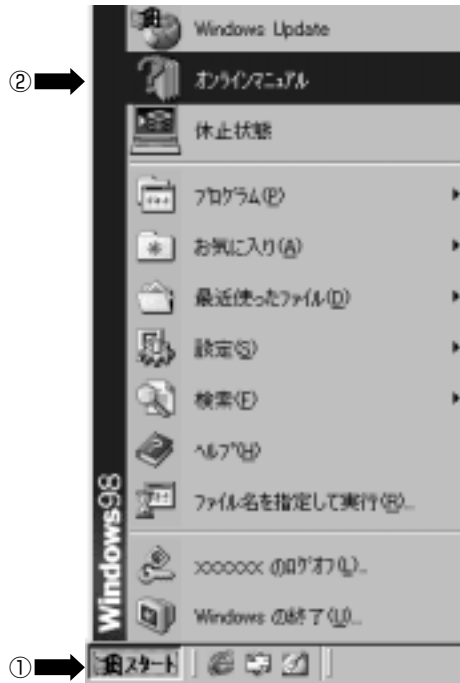 Windows Update
② オンラインマニュアル
休止状態
プログラム(P)
お気に入り(A)
最近使ったファイル(D)
設定(S)
検索(F)
ヘルプ(H)
ファイル名を指定して実行(R)...
xxxxxxx のログオフ(L)...
Windows の終了(U)...
Windows98
① スタート